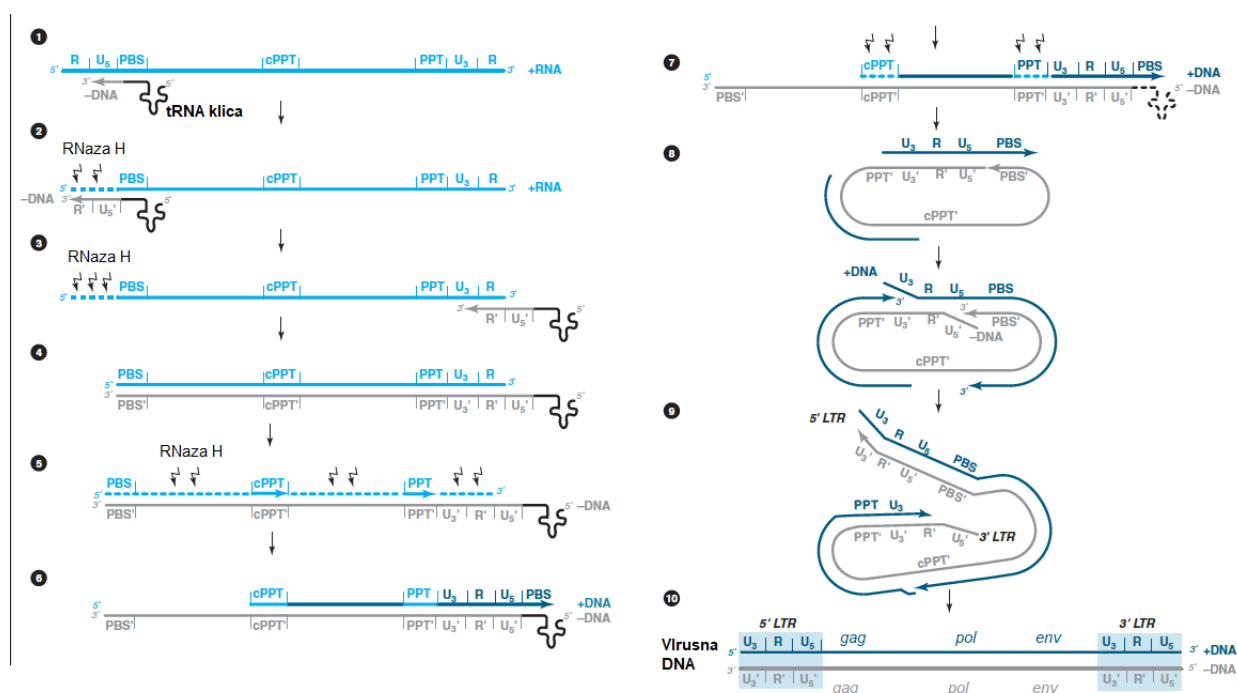 1
R U5 PBS cPPT PPT U3 R
5' 3' +RNA
3' 5'
–DNA
tRNA klica
2
RNaza H
PBS cPPT PPT U3 R
5' 3' +RNA
–DNA 3' 5'
R' U5'
3
RNaza H
PBS cPPT PPT U3 R
5' 3'
3' 5'
R' U5'
4
PBS cPPT PPT U3 R
5' 3'
3' 5'
PBS' cPPT' PPT' U3' R' U5'
5
RNaza H
PBS cPPT PPT
5' 3'
3' 5' –DNA
PBS' cPPT' PPT' U3' R' U5'
6
cPPT PPT U3 R U5 PBS
5' +DNA
3' 5' –DNA
PBS' cPPT' PPT' U3' R' U5'
7
cPPT PPT U3 R U5 PBS
5' +DNA
3' 5' –DNA
PBS' cPPT' PPT' U3' R' U5'
8
U3 R U5 PBS
PPT' U3' R' U5' PBS'
cPPT'
+DNA U3 R U5 PBS
3' 3'
PPT' U3' R' U5' PBS'
–DNA
cPPT'
3'
9
5' LTR U3 R U5 PBS
U3' R' U5' PBS'
PPT U3
PPT' U3' R' U5' 3' LTR
cPPT'
10
5' LTR 3' LTR
VIrusna DNA
U3 R U5 gag pol env U3 R U5
5' 3' +DNA
3' 5' –DNA
U3' R' U5' gag pol env U3' R' U5'